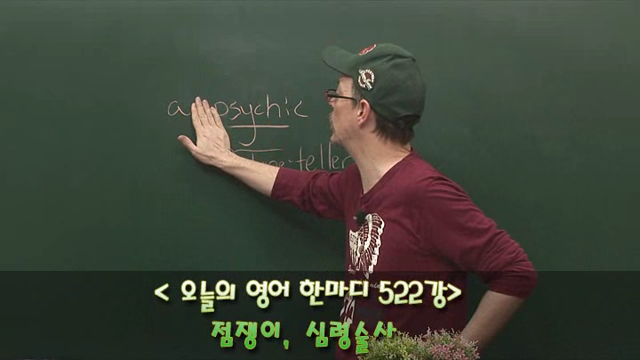 a psychic
teller
< 오늘의 영어 한마디 522강>
점쟁이, 심령술사